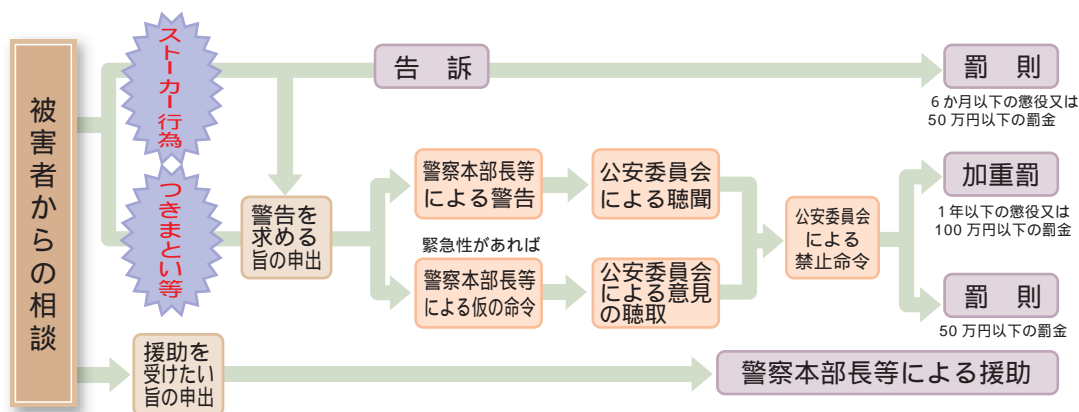 被害者からの相談
ストーカー行為
つきまとい等
告訴
罰則
6か月以下の懲役又は
50万円以下の罰金
警告を
求める
旨の申出
警察本部長等
による警告
公安委員会
による聴聞
緊急性があれば
警察本部長等
による仮の命令
公安委員会
による意見
の聴取
公安委員会
による
禁止命令
加重罰
1年以下の懲役又は
100万円以下の罰金
罰則
50万円以下の罰金
援助を
受けたい
旨の申出
警察本部長等による援助